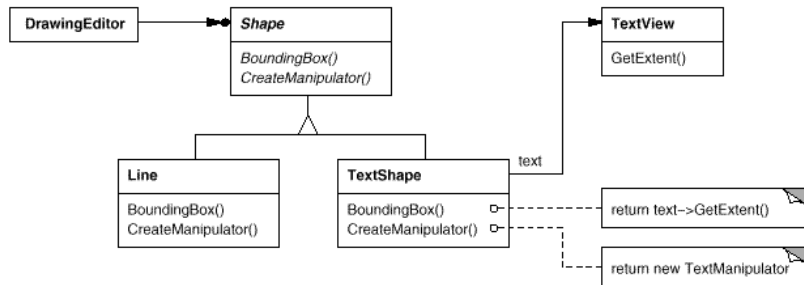 DrawingEditor
Shape
BoundingBox()
CreateManipulator()
TextView
GetExtent()
Line
BoundingBox()
CreateManipulator()
TextShape
BoundingBox()
CreateManipulator()
text
return text->GetExtent()
return new TextManipulator